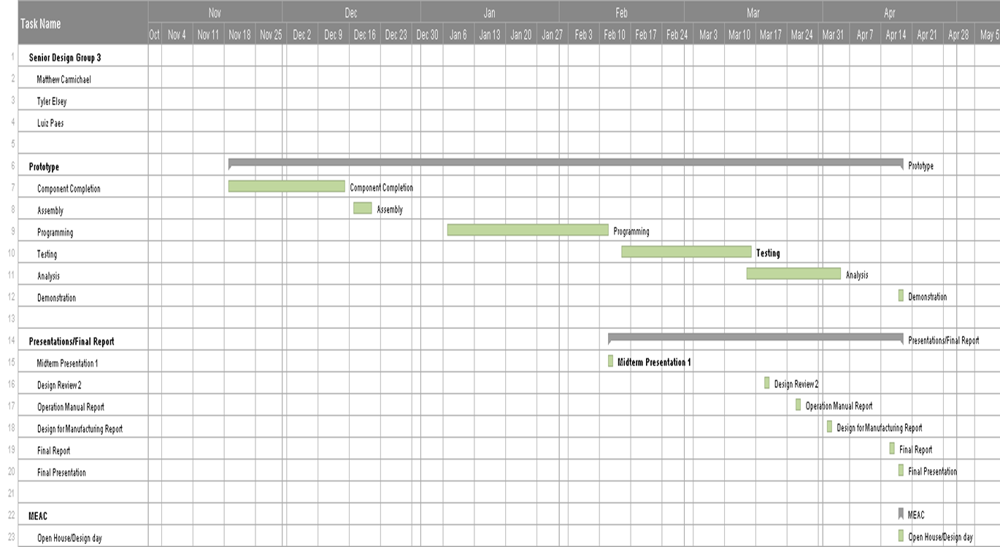 Task Name
Nov Dec Jan Feb Mar Apr
Oct Nov 4 Nov 11 Nov 18 Nov 25 Dec 2 Dec 9 Dec 16 Dec 23 Dec 30 Jan 6 Jan 13 Jan 20 Jan 27 Feb 3 Feb 10 Feb 17 Feb 24 Mar 3 Mar 10 Mar 17 Mar 24 Mar 31 Apr 7 Apr 14 Apr 21 Apr 28 May 5
1 Senior Design Group 3
2 Matthew Carmichael
3 Tyler Elsey
4 Luiz Paes
5
6 Prototype Prototype
7 Component Completion Component Completion
8 Assembly Assembly
9 Programming Programming
10 Testing Testing
11 Analysis Analysis
12 Demonstration Demonstration
13
14 Presentations/Final Report Presentations/Final Report
15 Midterm Presentation 1 Midterm Presentation 1
16 Design Review 2 Design Review 2
17 Operation Manual Report Operation Manual Report
18 Design for Manufacturing Report Design for Manufacturing Report
19 Final Report Final Report
20 Final Presentation Final Presentation
21
22 MEAC MEAC
23 Open House/Design day Open House/Design day